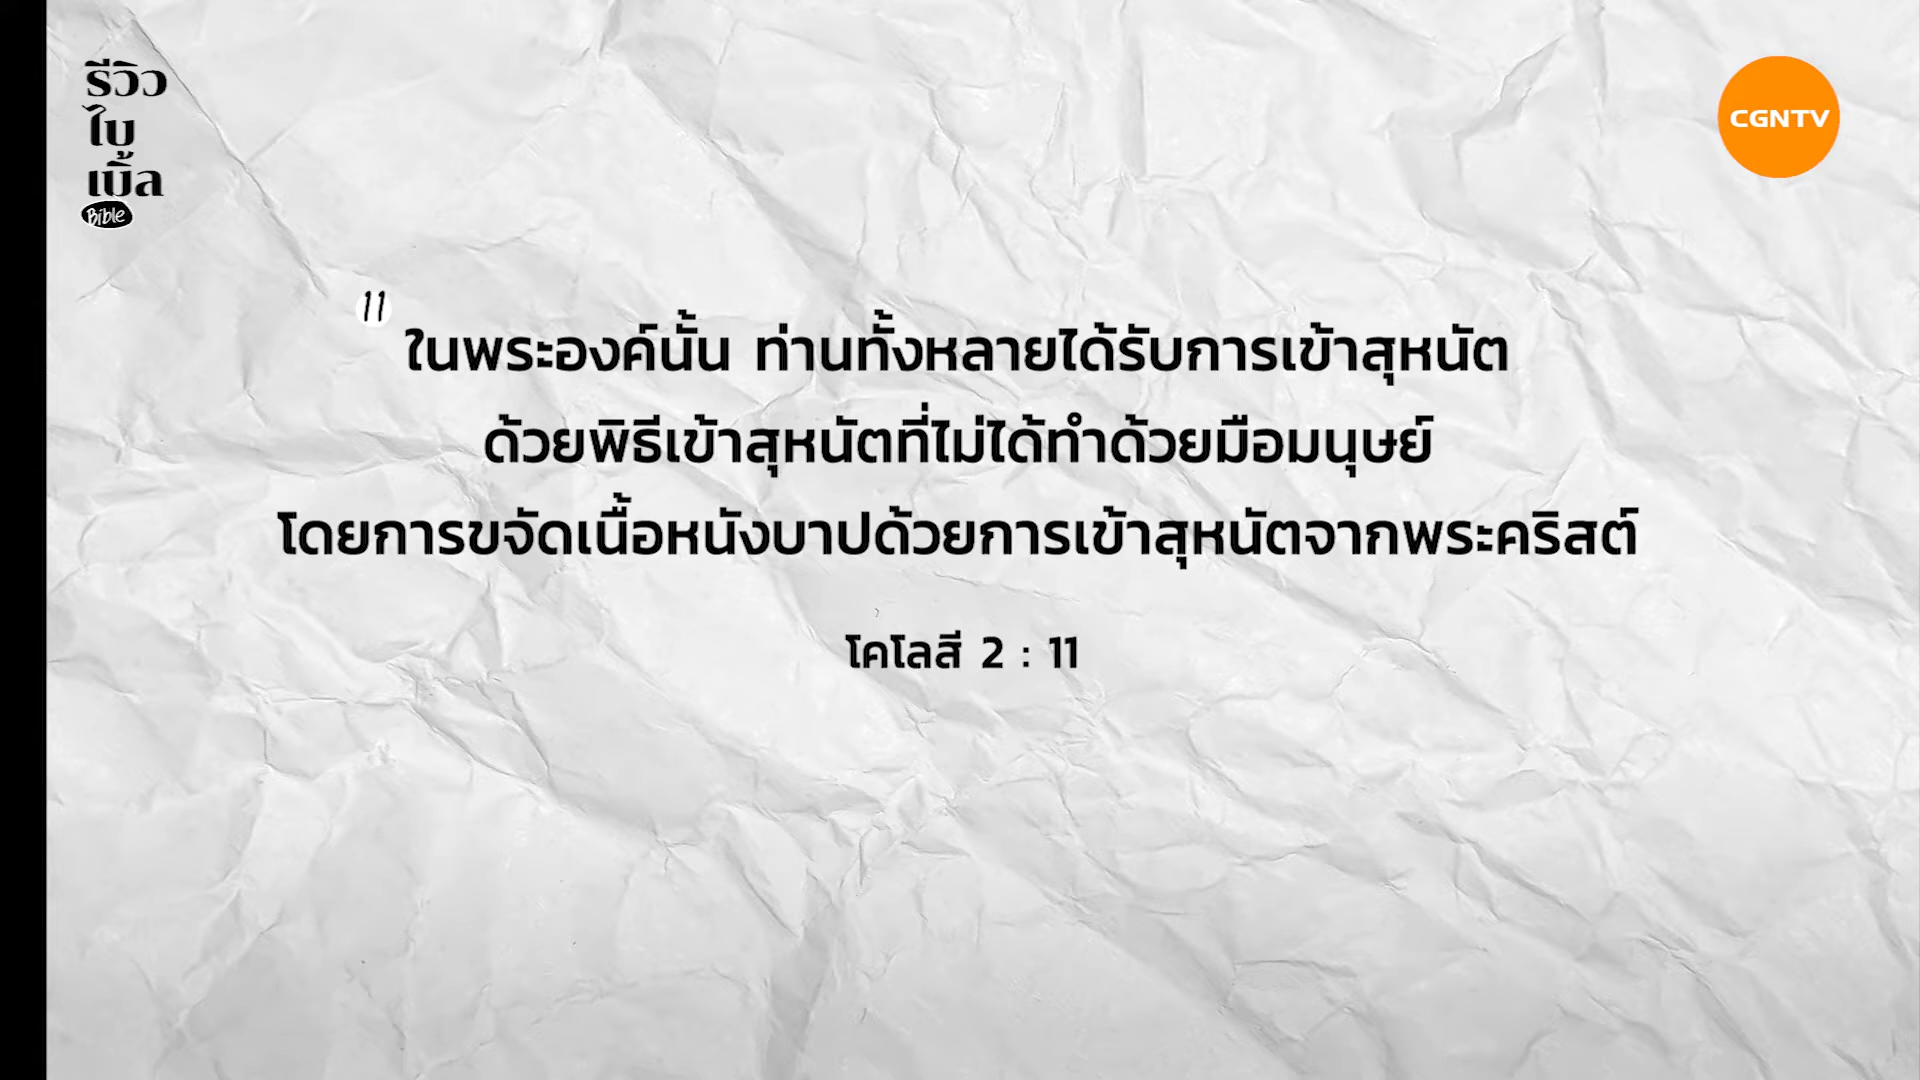 รีวิว
ไบ
เบิ้ล
Bible
CGNTV
11
ในพระองค์นั้น ท่านทั้งหลายได้รับการเข้าสุหนัต
ด้วยพิธีเข้าสุหนัตที่ไม่ได้ทำด้วยมือมนุษย์
โดยการขจัดเนื้อหนังบาปด้วยการเข้าสุหนัตจากพระคริสต์
โคโลสี 2 : 11